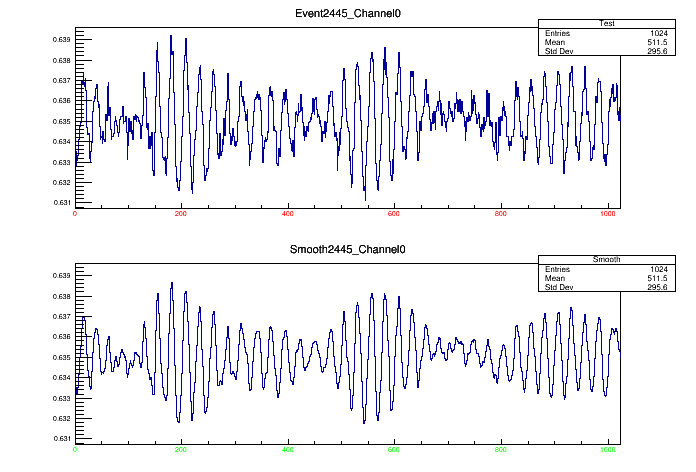 Event2445_Channel0
Test
Entries 1024
Mean 511.5
Std Dev 295.6
0.639
0.638
0.637
0.636
0.635
0.634
0.633
0.632
0.631
0 200 400 600 800 1000
Smooth2445_Channel0
Smooth
Entries 1024
Mean 511.5
Std Dev 295.6
0.639
0.638
0.637
0.636
0.635
0.634
0.633
0.632
0.631
0 200 400 600 800 1000